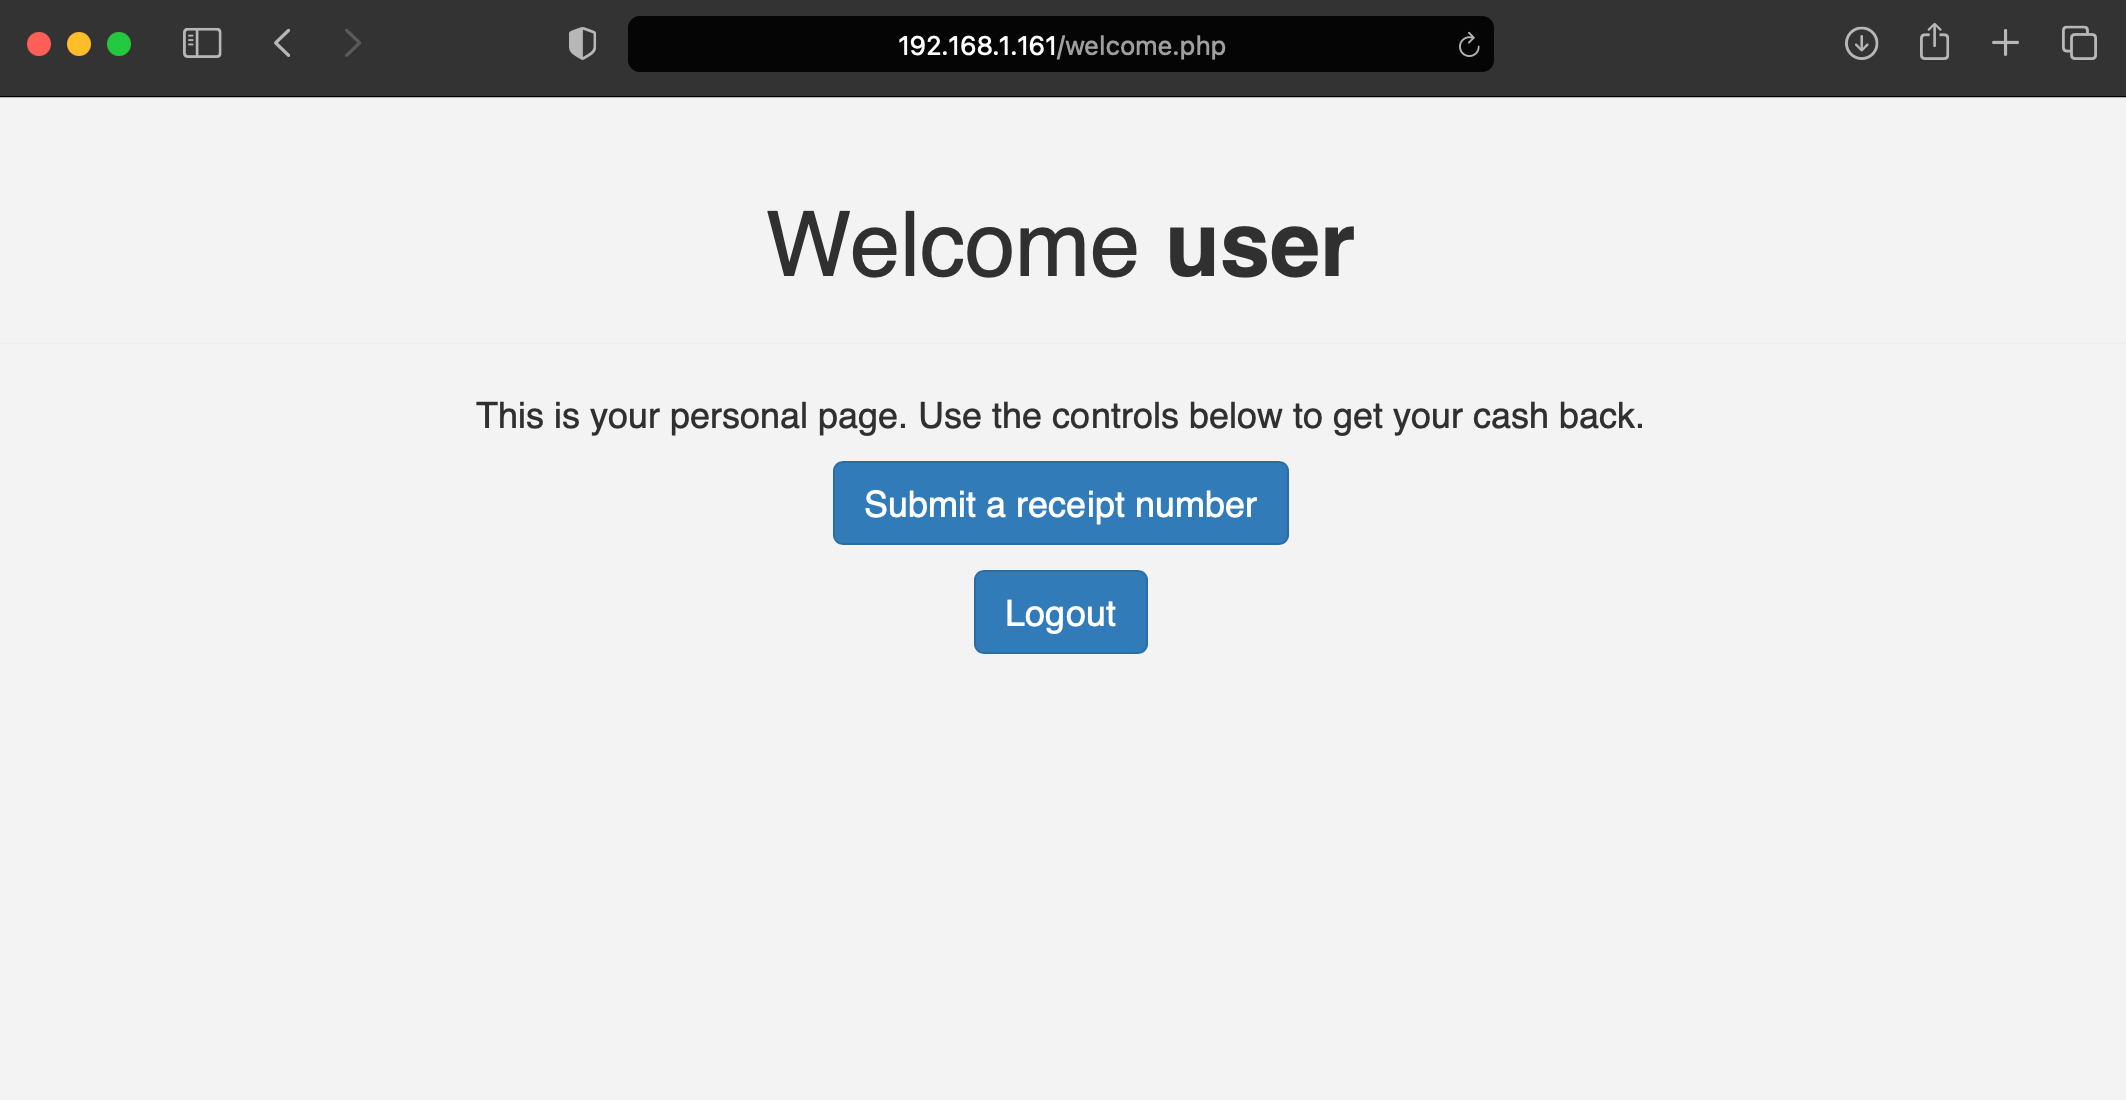 192.168.1.161/welcome.php
Welcome user
This is your personal page. Use the controls below to get your cash back.
Submit a receipt number
Logout